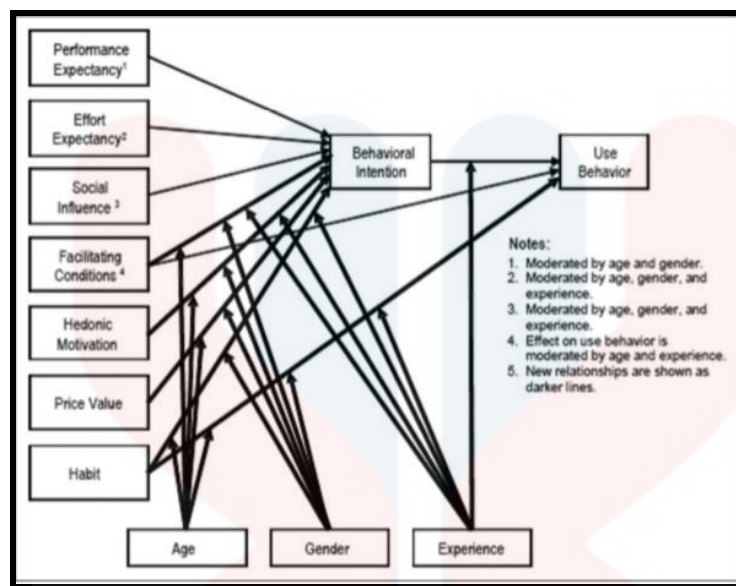 Performance
Expectancy¹
Effort
Expectancy²
Social
Influence ³
Facilitating
Conditions ⁴
Hedonic
Motivation
Price Value
Habit
Behavioral
Intention
Use
Behavior
Notes:
1. Moderated by age and gender.
2. Moderated by age, gender, and
experience.
3. Moderated by age, gender, and
experience.
4. Effect on use behavior is
moderated by age and experience.
5. New relationships are shown as
darker lines.
Age
Gender
Experience